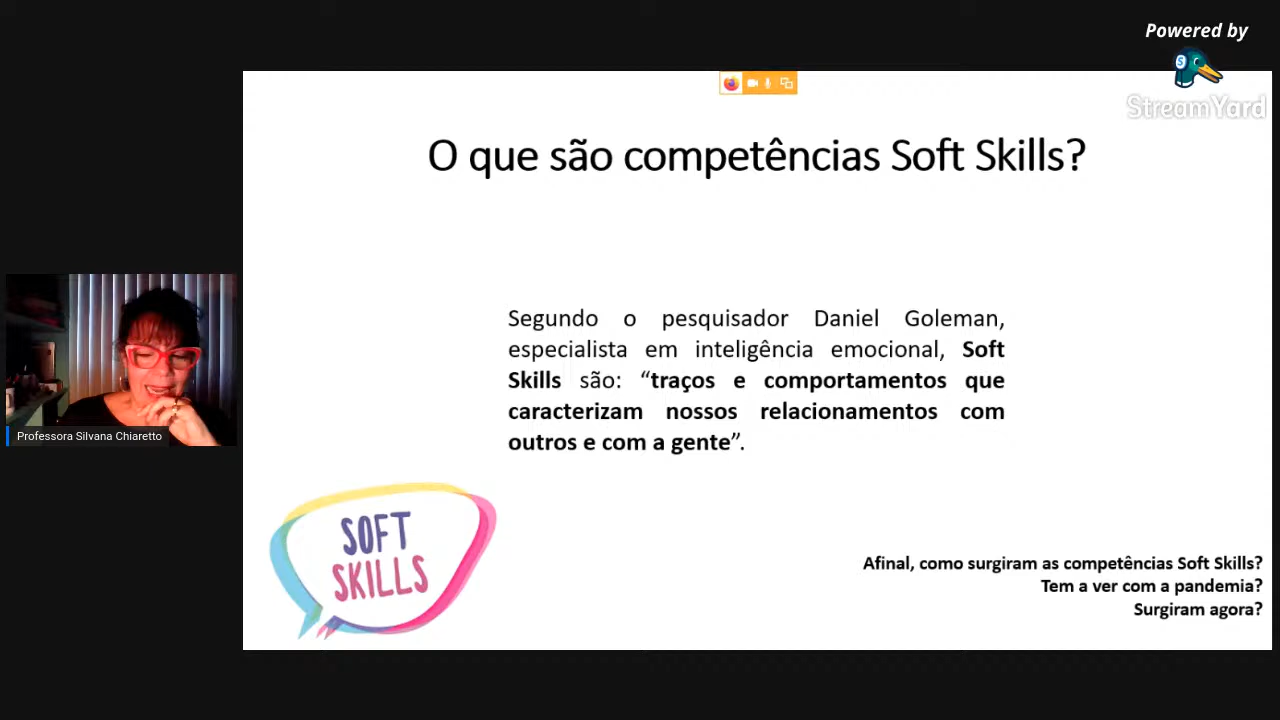 Powered by
StreamYard
O que são competências Soft Skills?
Segundo o pesquisador Daniel Goleman,
especialista em inteligência emocional, Soft
Skills são: “traços e comportamentos que
caracterizam nossos relacionamentos com
outros e com a gente”.
Professora Silvana Chiaretto
SOFT
SKILLS
Afinal, como surgiram as competências Soft Skills?
Tem a ver com a pandemia?
Surgiram agora?